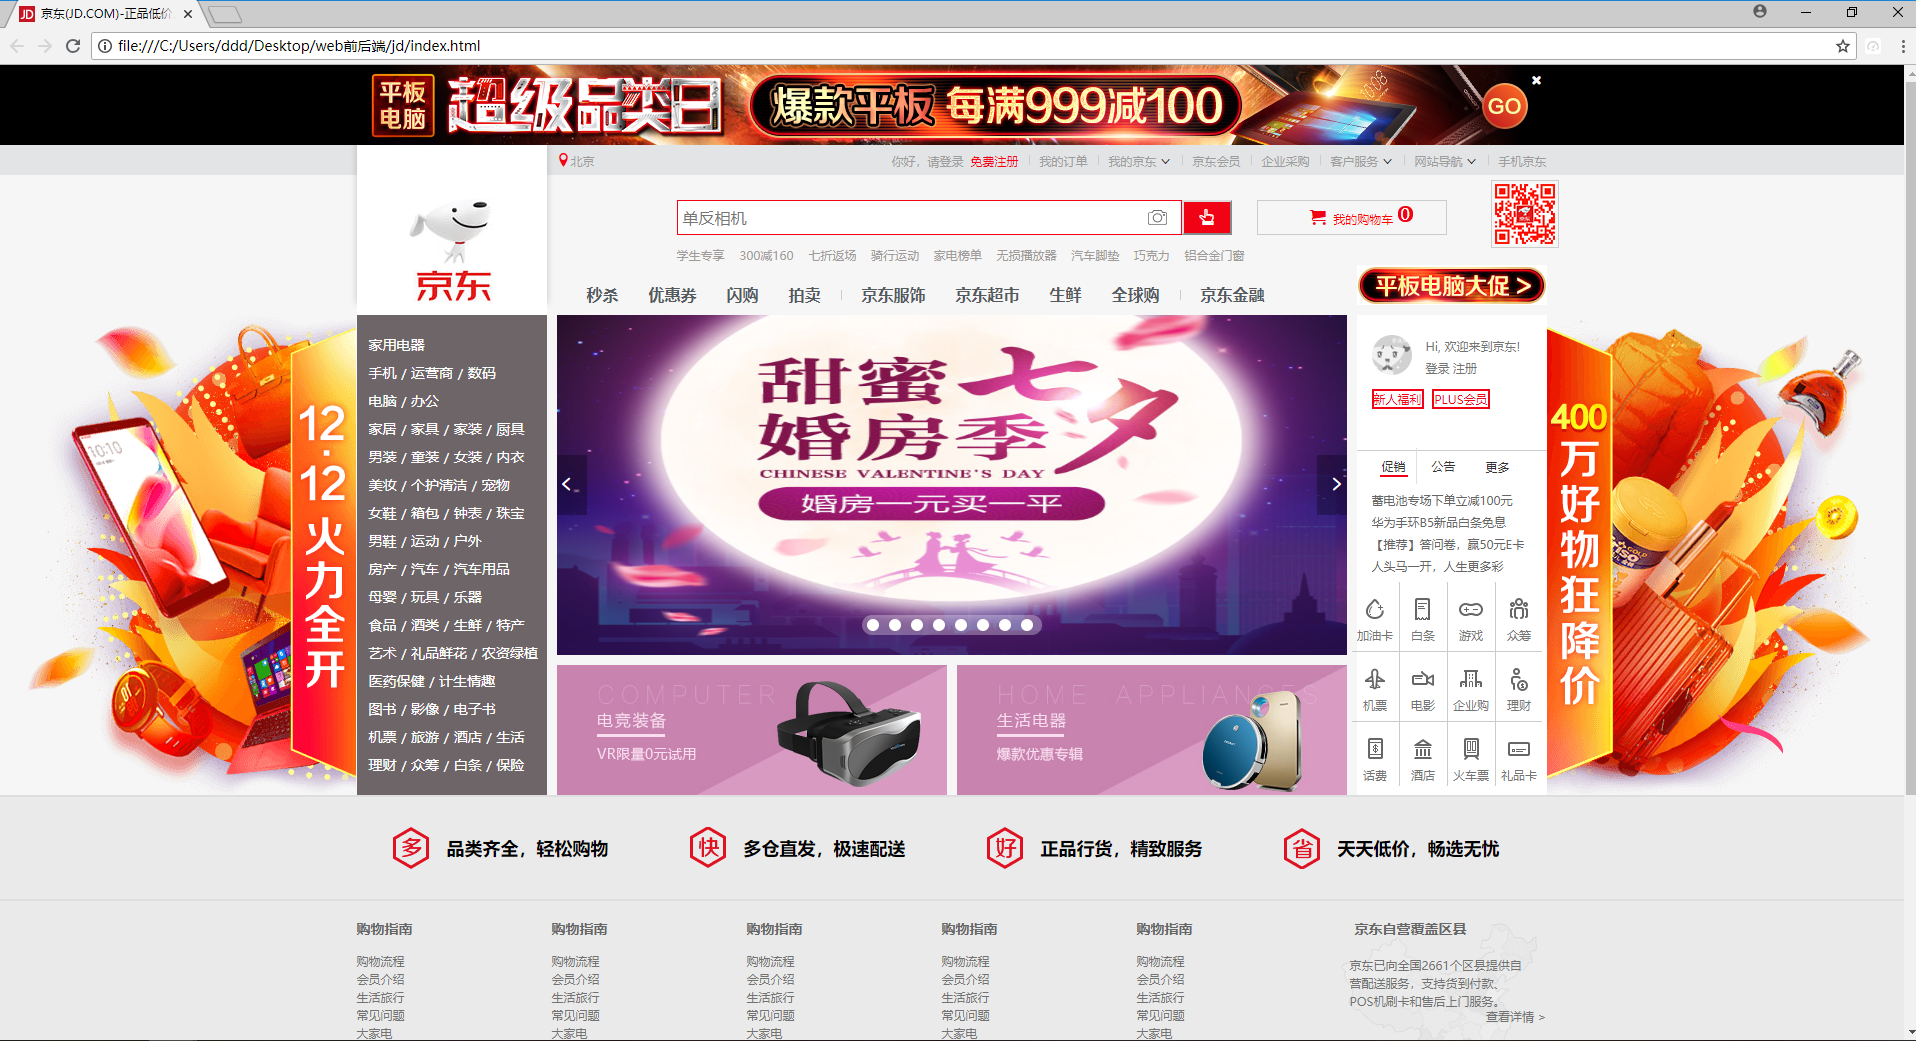 京东(JD.COM)-正品低价
file:///C:/Users/ddd/Desktop/web前后端/jd/index.html
平板电脑 超级品类日 爆款平板 每满999减100 GO
北京 你好，请登录 免费注册 我的订单 我的京东 京东会员 企业采购 客户服务 网站导航 手机京东
京东
单反相机
我的购物车 0
学生专享 300减160 七折返场 骑行运动 家电榜单 无损播放器 汽车脚垫 巧克力 铝合金门窗
秒杀 优惠券 闪购 拍卖 京东服饰 京东超市 生鲜 全球购 京东金融
平板电脑大促 >
12·12火力全开
10:10
家用电器
手机 / 运营商 / 数码
电脑 / 办公
家居 / 家具 / 家装 / 厨具
男装 / 童装 / 女装 / 内衣
美妆 / 个护清洁 / 宠物
女鞋 / 箱包 / 钟表 / 珠宝
男鞋 / 运动 / 户外
房产 / 汽车 / 汽车用品
母婴 / 玩具 / 乐器
食品 / 酒类 / 生鲜 / 特产
艺术 / 礼品鲜花 / 农资绿植
医药保健 / 计生情趣
图书 / 影像 / 电子书
机票 / 旅游 / 酒店 / 生活
理财 / 众筹 / 白条 / 保险
甜蜜七夕
婚房季
CHINESE VALENTINE'S DAY
婚房一元买一平
COMPUTER
电竞装备
VR限量0元试用
HOME APPLIANCES
生活电器
爆款优惠专辑
Hi, 欢迎来到京东!
登录 注册
新人福利 PLUS会员
促销 公告 更多
蓄电池专场下单立减100元
华为手环B5新品白条免息
【推荐】答问卷，赢50元E卡
人头马一开，人生更多彩
加油卡 白条 游戏 众筹
机票 电影 企业购 理财
话费 酒店 火车票 礼品卡
400万好物狂降价
多 品类齐全，轻松购物
快 多仓直发，极速配送
好 正品行货，精致服务
省 天天低价，畅选无忧
购物指南 购物指南 购物指南 购物指南 购物指南 京东自营覆盖区县
购物流程 购物流程 购物流程 购物流程 购物流程
会员介绍 会员介绍 会员介绍 会员介绍 会员介绍
生活旅行 生活旅行 生活旅行 生活旅行 生活旅行
常见问题 常见问题 常见问题 常见问题 常见问题
大家电 大家电 大家电 大家电 大家电
京东已向全国2661个区县提供自
营配送服务，支持货到付款、
POS机刷卡和售后上门服务。
查看详情 >